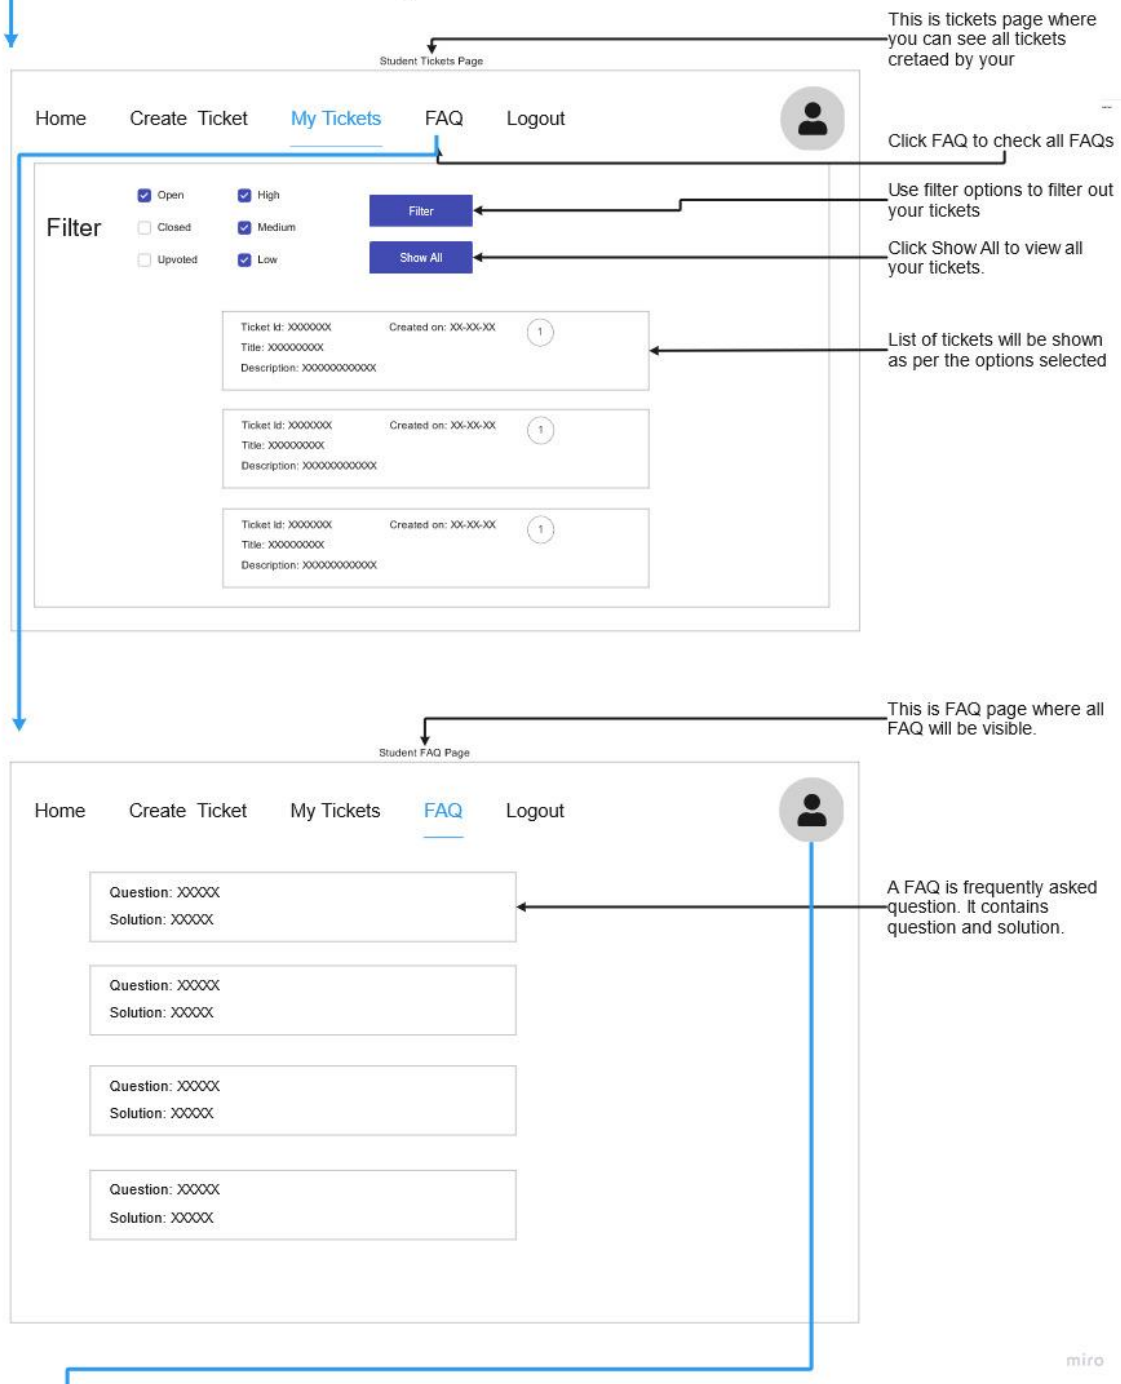 This is tickets page where
you can see all tickets
cretaed by your
Student Tickets Page
Home Create Ticket My Tickets FAQ Logout
Click FAQ to check all FAQs
Filter
Open High
Closed Medium
Upvoted Low
Filter
Show All
Use filter options to filter out
your tickets
Click Show All to view all
your tickets.
Ticket Id: XXXXXXX Created on: XX-XX-XX 1
Title: XXXXXXXXX
Description: XXXXXXXXXXXX
List of tickets will be shown
as per the options selected
Ticket Id: XXXXXXX Created on: XX-XX-XX 1
Title: XXXXXXXXX
Description: XXXXXXXXXXXX
Ticket Id: XXXXXXX Created on: XX-XX-XX 1
Title: XXXXXXXXX
Description: XXXXXXXXXXXX
This is FAQ page where all
FAQ will be visible.
Student FAQ Page
Home Create Ticket My Tickets FAQ Logout
Question: XXXXX
Solution: XXXXX
A FAQ is frequently asked
question. It contains
question and solution.
Question: XXXXX
Solution: XXXXX
Question: XXXXX
Solution: XXXXX
Question: XXXXX
Solution: XXXXX
miro